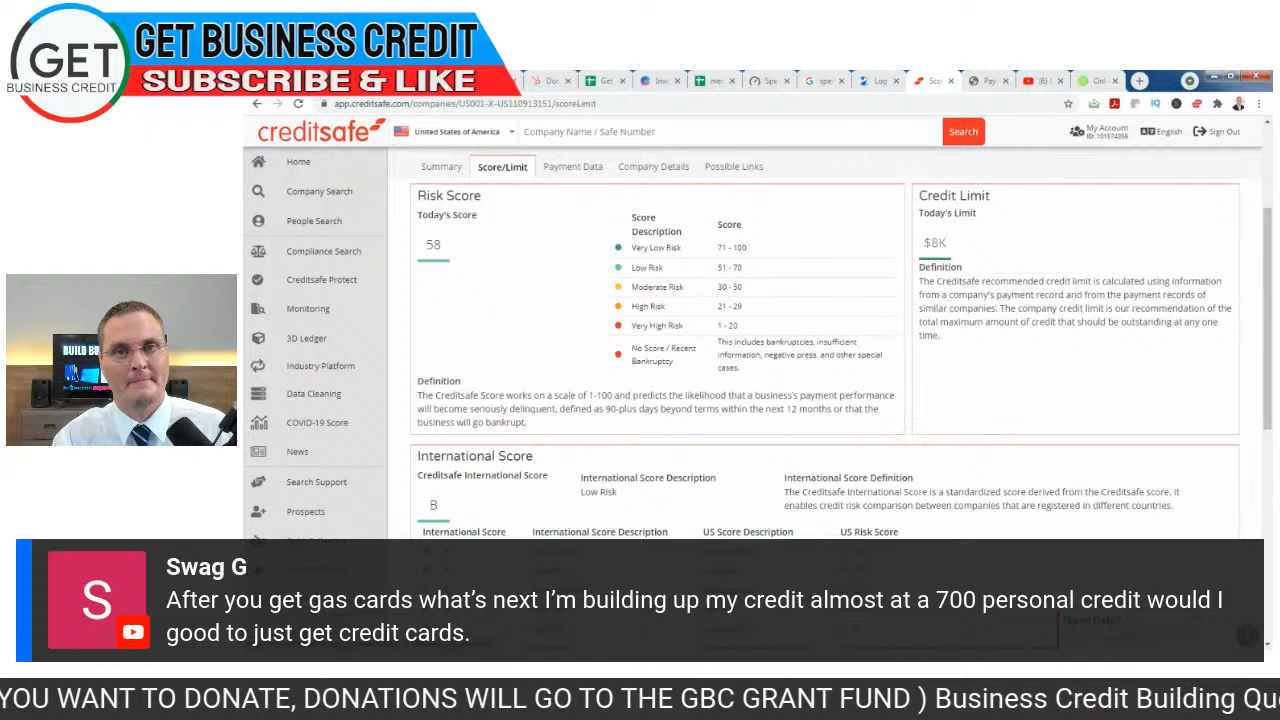 GET
BUSINESS CREDIT
GET BUSINESS CREDIT
SUBSCRIBE & LIKE
app.creditsafe.com/companies/US001-X-US110913151/scoreLimit
creditsafe
United States of America
Company Name / Safe Number
Search
My Account
ID: 101574856
English
Sign Out
Home
Company Search
People Search
Compliance Search
Creditsafe Protect
Monitoring
3D Ledger
Industry Platform
Data Cleaning
COVID-19 Score
News
Search Support
Prospects
Summary
Score/Limit
Payment Data
Company Details
Possible Links
Risk Score
Today's Score
58
Score Description
Score
Very Low Risk
71 - 100
Low Risk
51 - 70
Moderate Risk
30 - 50
High Risk
21 - 29
Very High Risk
1 - 20
No Score / Recent Bankruptcy
This includes bankruptcies, insufficient
information, negative press, and other special
cases.
Definition
The Creditsafe Score works on a scale of 1-100 and predicts the likelihood that a business's payment performance
will become seriously delinquent, defined as 90-plus days beyond terms within the next 12 months or that the
business will go bankrupt.
Credit Limit
Today's Limit
$8K
Definition
The Creditsafe recommended credit limit is calculated using information
from a company's payment record and from the payment records of
similar companies. The company credit limit is our recommendation of the
total maximum amount of credit that should be outstanding at any one
time.
International Score
Creditsafe International Score
B
International Score Description
Low Risk
International Score Definition
The Creditsafe International Score is a standardized score derived from the Creditsafe score. It
enables credit risk comparison between companies that are registered in different countries.
International Score
International Score Description
US Score Description
US Risk Score
BUILD BU
S
Swag G
After you get gas cards what's next I'm building up my credit almost at a 700 personal credit would I
good to just get credit cards.
YOU WANT TO DONATE, DONATIONS WILL GO TO THE GBC GRANT FUND ) Business Credit Building Qu